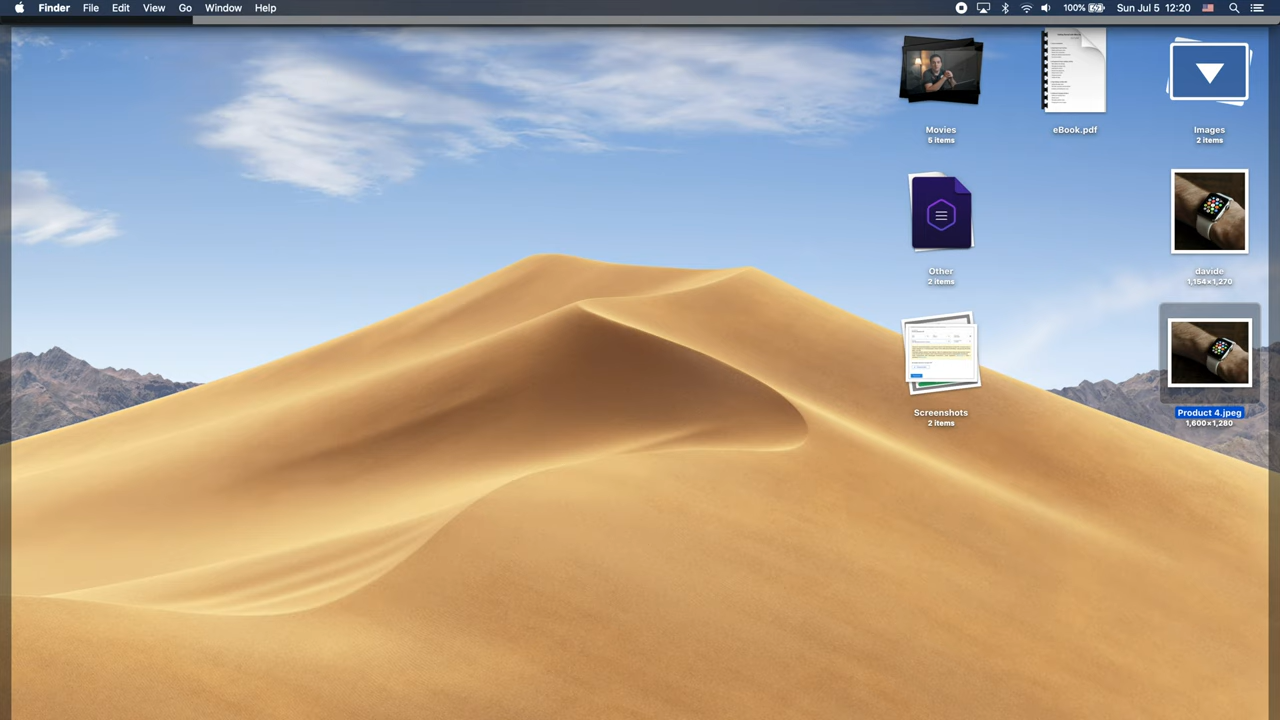 Finder File Edit View Go Window Help 100% Sun Jul 5 12:20
Movies
5 items
eBook.pdf
Images
2 items
Other
2 items
davide
1,154×1,270
Screenshots
2 items
Product 4.jpeg
1,600×1,280